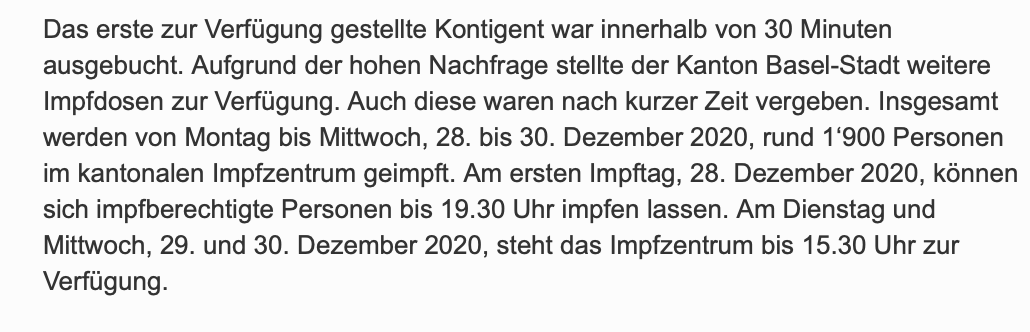 Das erste zur Verfügung gestellte Kontigent war innerhalb von 30 Minuten
ausgebucht. Aufgrund der hohen Nachfrage stellte der Kanton Basel-Stadt weitere
Impfdosen zur Verfügung. Auch diese waren nach kurzer Zeit vergeben. Insgesamt
werden von Montag bis Mittwoch, 28. bis 30. Dezember 2020, rund 1‘900 Personen
im kantonalen Impfzentrum geimpft. Am ersten Impftag, 28. Dezember 2020, können
sich impfberechtigte Personen bis 19.30 Uhr impfen lassen. Am Dienstag und
Mittwoch, 29. und 30. Dezember 2020, steht das Impfzentrum bis 15.30 Uhr zur
Verfügung.